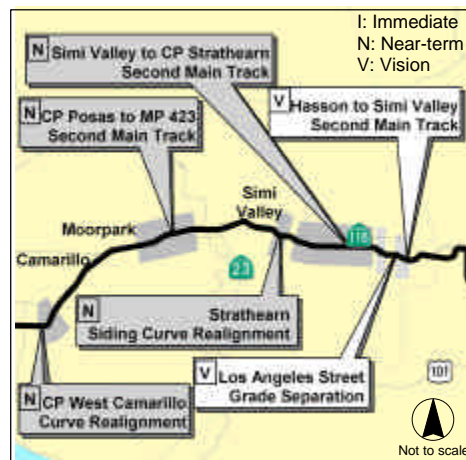 I: Immediate
N: Near-term
V: Vision
N Simi Valley to CP Strathearn
Second Main Track
V Hasson to Simi Valley
Second Main Track
N CP Posas to MP 423
Second Main Track
Simi
Valley
Moorpark
118
Camarillo
23
N Strathearn
Siding Curve Realignment
V Los Angeles Street
Grade Separation
101
N CP West Camarillo
Curve Realignment
Not to scale